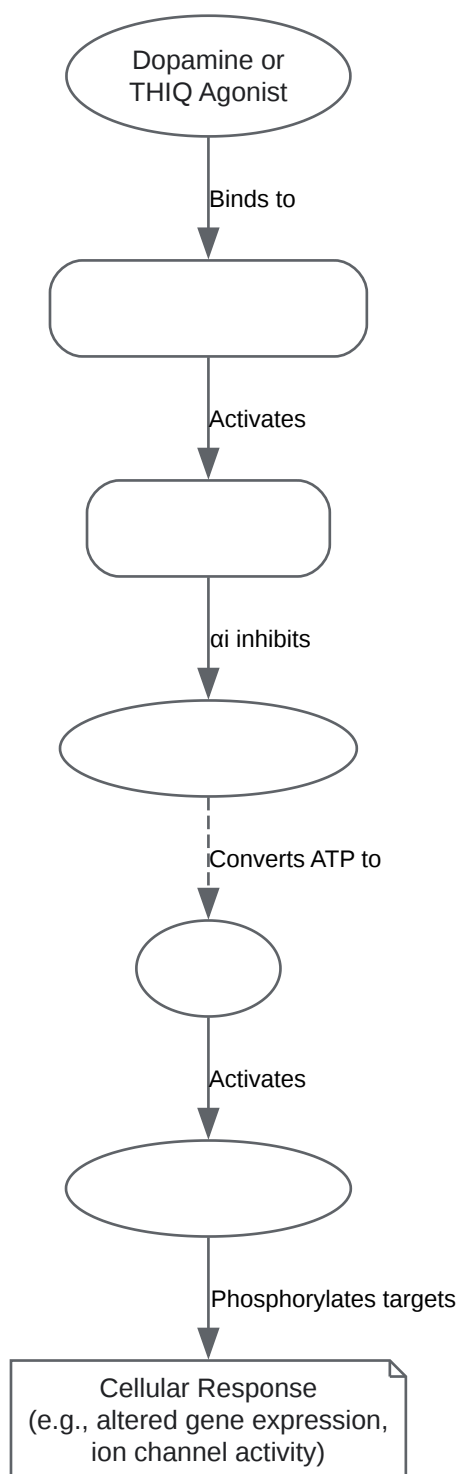 Dopamine or
THIQ Agonist
Binds to
Activates
αi inhibits
Converts ATP to
Activates
Phosphorylates targets
Cellular Response
(e.g., altered gene expression,
ion channel activity)